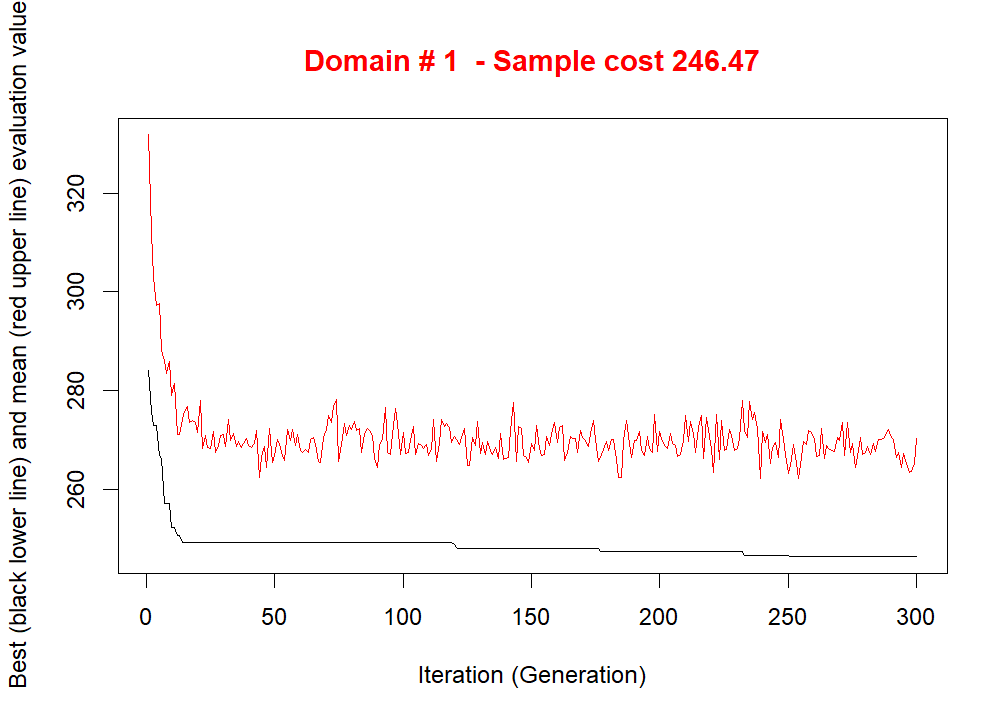 Domain # 1  - Sample cost 246.47
Best (black lower line) and mean (red upper line) evaluation value
320
300
280
260
0 50 100 150 200 250 300
Iteration (Generation)